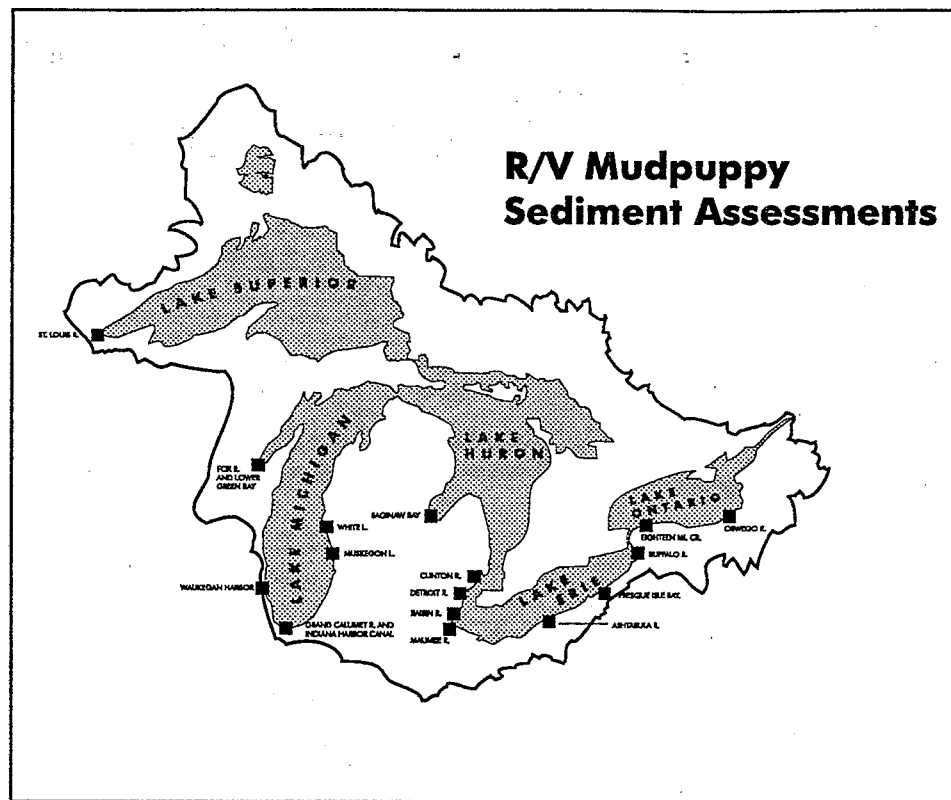 R/V Mudpuppy
Sediment Assessments
LAKE SUPERIOR
ST. LOUIS R.
LAKE MICHIGAN
LAKE
HURON
FOX R.
AND LOWER
GREEN BAY
SAGINAW BAY
LAKE
ONTARIO
OSWEGO R.
WHITE L.
EIGHTEEN MI. CR.
MUSKEGON L.
BUFFALO R.
WAUKEGAN HARBOR
CLINTON R.
LAKE
ERIE
DETROIT R.
PRESQUE ISLE BAY
RAISIN R.
ASHTABULA R.
GRAND CALUMET R. AND
INDIANA HARBOR CANAL
MAUMEE R.